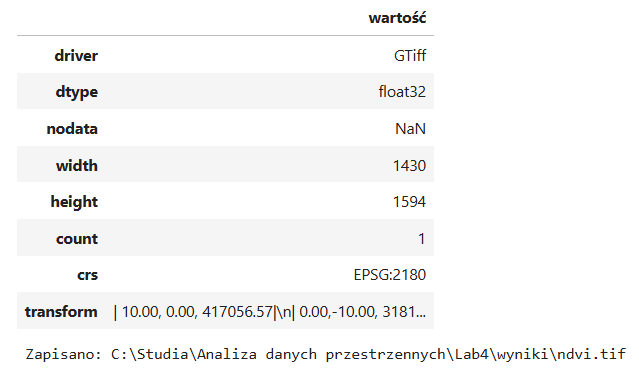 wartość
driver GTiff
dtype float32
nodata NaN
width 1430
height 1594
count 1
crs EPSG:2180
transform | 10.00, 0.00, 417056.57|\n| 0.00,-10.00, 3181...
Zapisano: C:\Studia\Analiza danych przestrzennych\Lab4\wyniki\ndvi.tif